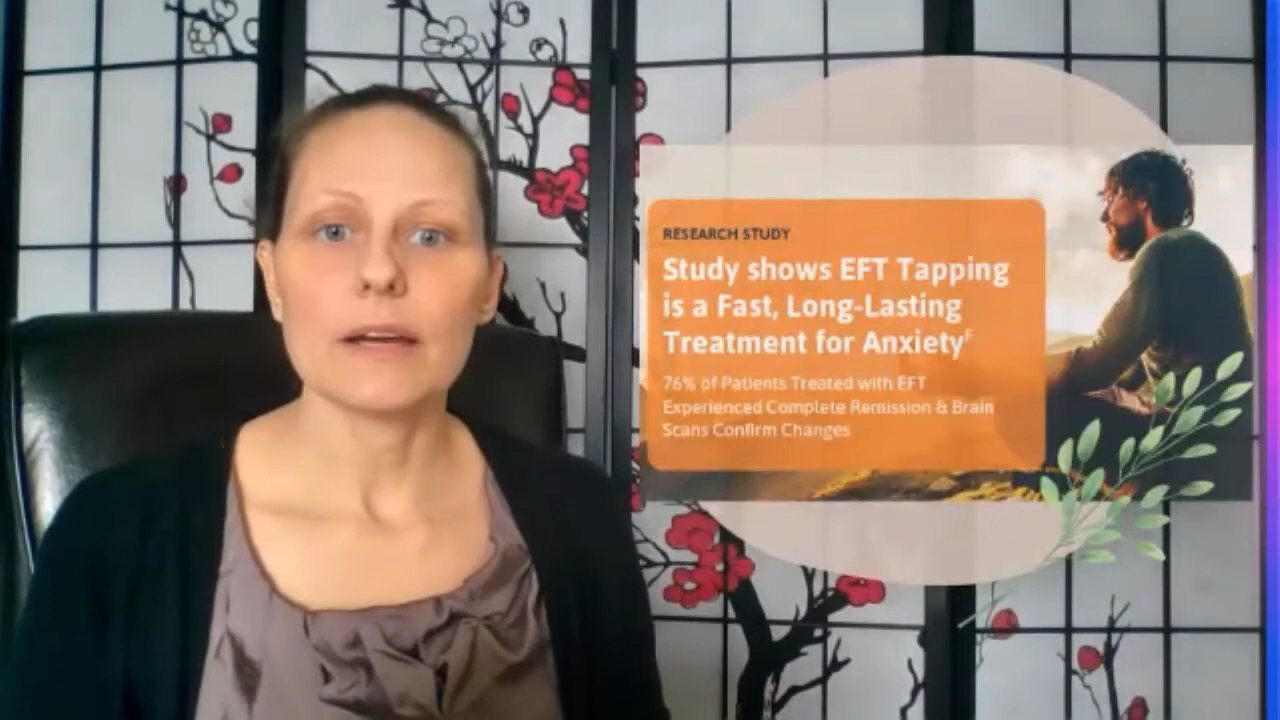 RESEARCH STUDY
Study shows EFT Tapping
is a Fast, Long-Lasting
Treatment for Anxiety
76% of Patients Treated with EFT
Experienced Complete Remission & Brain
Scans Confirm Changes